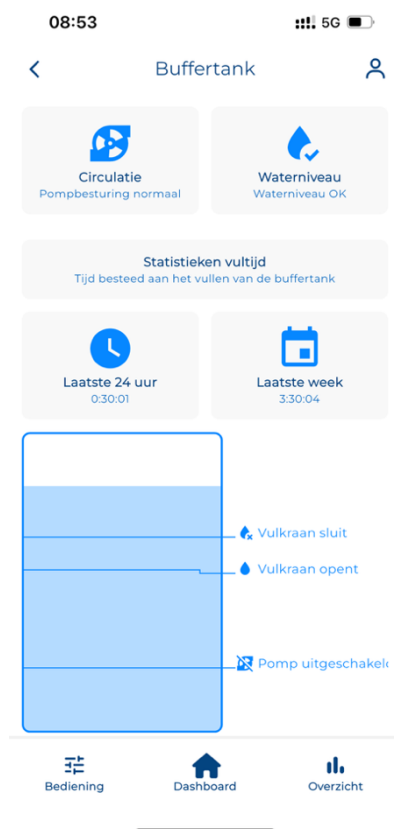 08:53
5G
Buffertank
Circulatie
Pompbesturing normaal
Waterniveau
Waterniveau OK
Statistieken vultijd
Tijd besteed aan het vullen van de buffertank
Laatste 24 uur
0:30:01
Laatste week
3:30:04
Vulkraan sluit
Vulkraan opent
Pomp uitgeschakel
Bediening
Dashboard
Overzicht